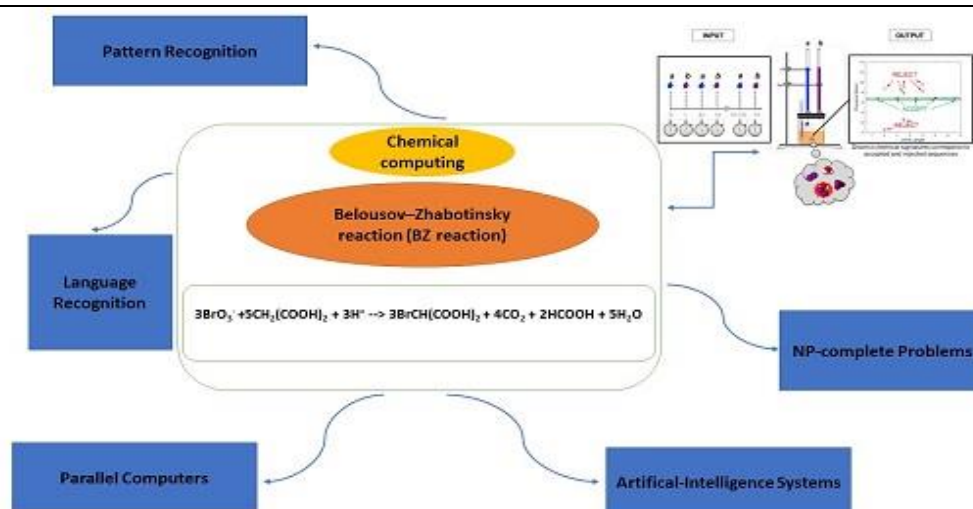 Pattern Recognition
INPUT
OUTPUT
a b a b a b
a b
REJECT
Chemical
computing
Belousov–Zhabotinsky
reaction (BZ reaction)
Language
Recognition
3BrO₃⁻ +5CH₂(COOH)₂ + 3H⁺ --> 3BrCH(COOH)₂ + 4CO₂ + 2HCOOH + 5H₂O
NP-complete Problems
Parallel Computers
Artifical-Intelligence Systems